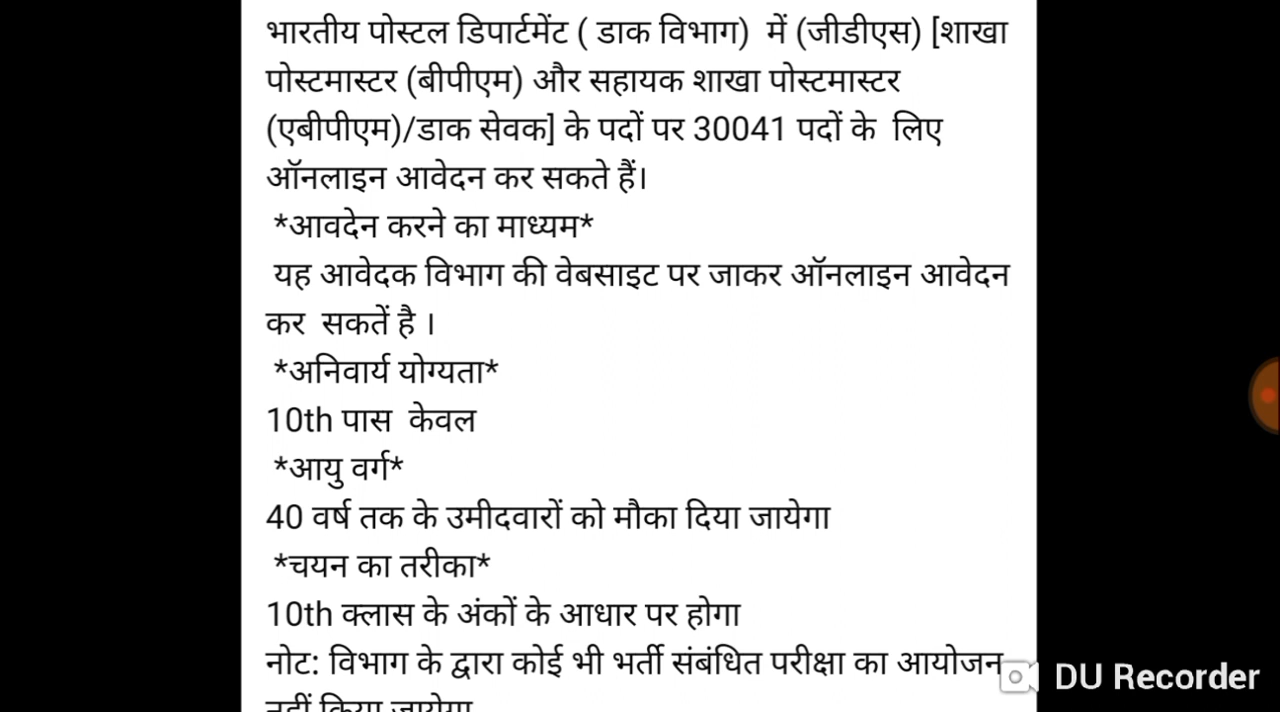 भारतीय पोस्टल डिपार्टमेंट ( डाक विभाग) में (जीडीएस) [शाखा
पोस्टमास्टर (बीपीएम) और सहायक शाखा पोस्टमास्टर
(एबीपीएम)/डाक सेवक] के पदों पर 30041 पदों के लिए
ऑनलाइन आवेदन कर सकते हैं।
*आवदेन करने का माध्यम*
यह आवेदक विभाग की वेबसाइट पर जाकर ऑनलाइन आवेदन
कर सकतें है ।
*अनिवार्य योग्यता*
10th पास केवल
*आयु वर्ग*
40 वर्ष तक के उमीदवारों को मौका दिया जायेगा
*चयन का तरीका*
10th क्लास के अंकों के आधार पर होगा
नोट: विभाग के द्वारा कोई भी भर्ती संबंधित परीक्षा का आयोजन
नहीं किया जायेगा
DU Recorder